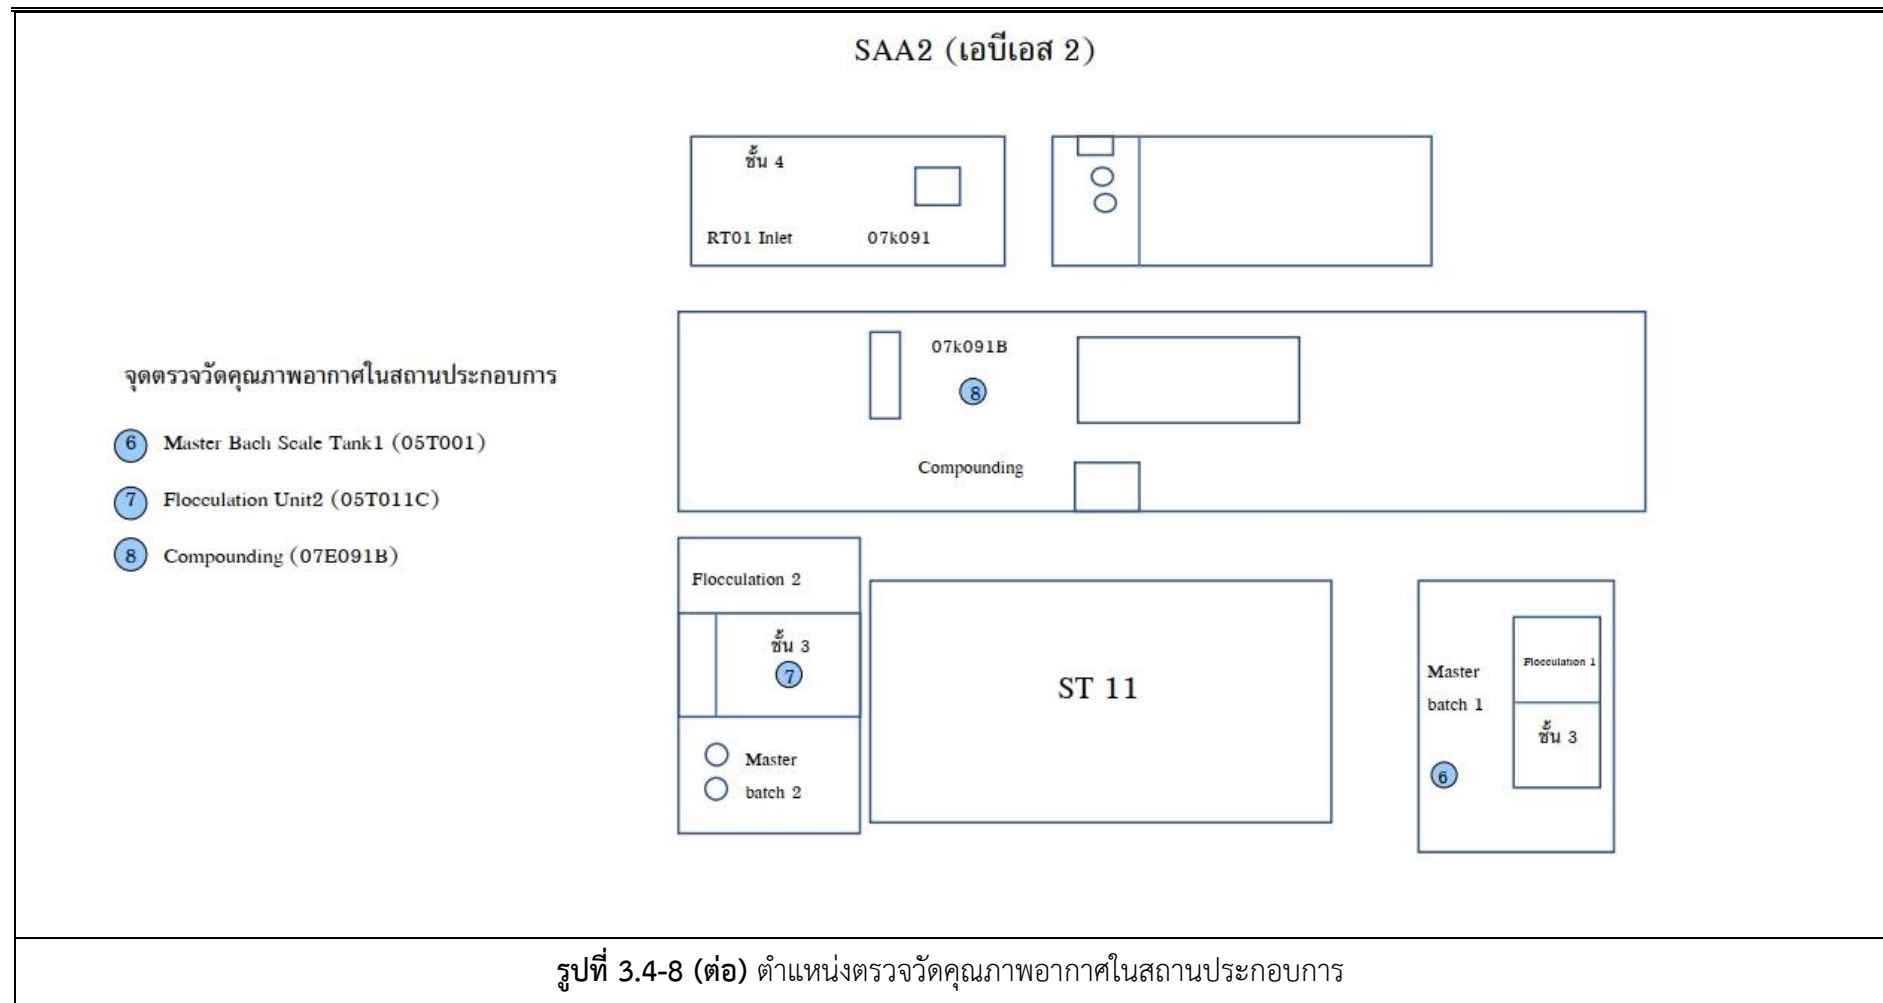 SAA2 (เอบีเอส 2)
ชั้น 4
RT01 Inlet 07k091
07k091B
8
Compounding
จุดตรวจวัดคุณภาพอากาศในสถานประกอบการ
6 Master Bach Scale Tank1 (05T001)
7 Flocculation Unit2 (05T011C)
8 Compounding (07E091B)
Flocculation 2
ชั้น 3
7
Master
batch 2
ST 11
Master
batch 1
6
Flocculation 1
ชั้น 3
รูปที่ 3.4-8 (ต่อ) ตำแหน่งตรวจวัดคุณภาพอากาศในสถานประกอบการ